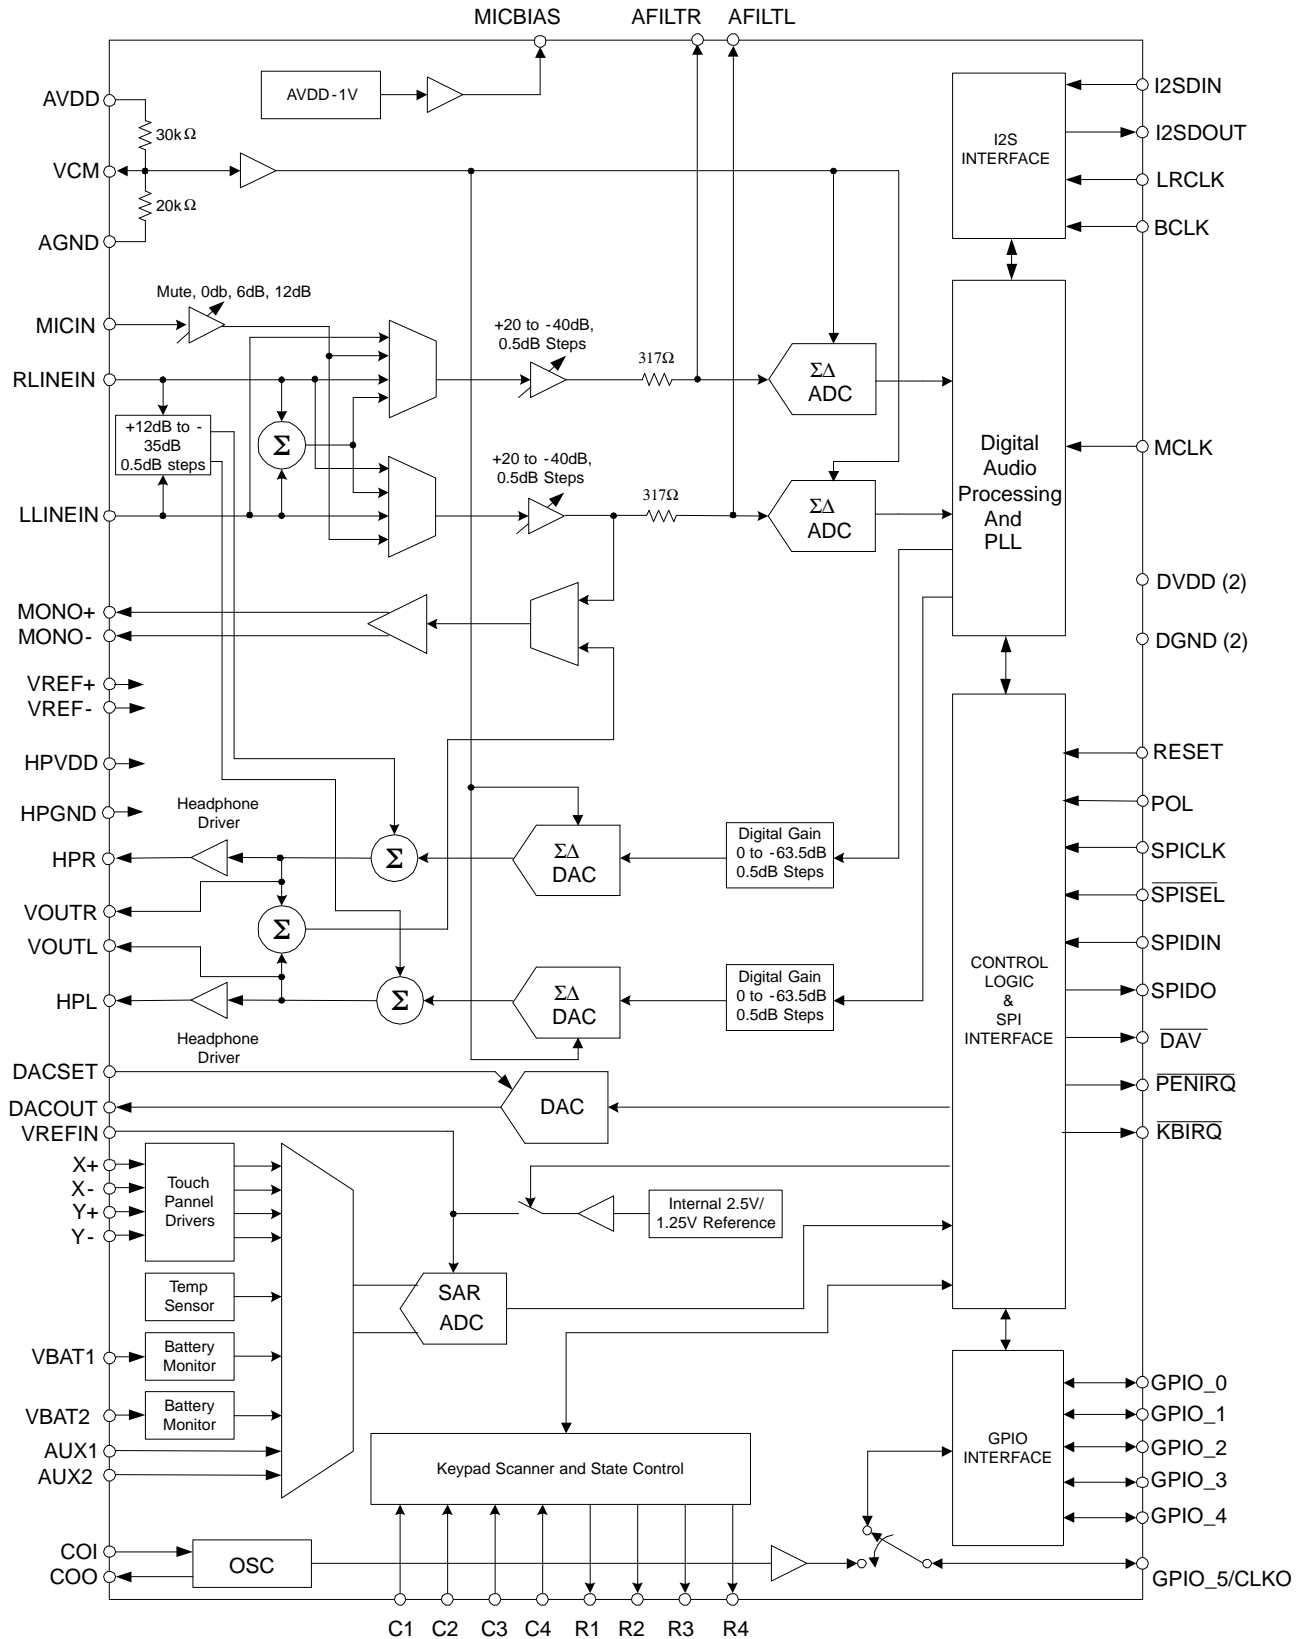 MICBIAS AFILTR AFILTL
AVDD
AVDD-1V
30kΩ
VCM
20kΩ
AGND
I2SDIN
I2S
INTERFACE
I2SDOUT
LRCLK
BCLK
Mute, 0db, 6dB, 12dB
MICIN
+20 to -40dB,
0.5dB Steps
317Ω
ΣΔ
ADC
RLINEIN
+12dB to -
35dB
0.5dB steps
Σ
+20 to -40dB,
0.5dB Steps
317Ω
ΣΔ
ADC
LLINEIN
Digital
Audio
Processing
And
PLL
MCLK
DVDD (2)
DGND (2)
MONO+
MONO-
VREF+
VREF-
HPVDD
HPGND
Headphone
Driver
HPR
Σ
ΣΔ
DAC
Digital Gain
0 to -63.5dB
0.5dB Steps
VOUTR
Σ
VOUTL
HPL
Σ
ΣΔ
DAC
Digital Gain
0 to -63.5dB
0.5dB Steps
Headphone
Driver
CONTROL
LOGIC
&
SPI
INTERFACE
RESET
POL
SPICLK
SPISEL
SPIDIN
SPIDO
DAV
PENIRQ
KBIRQ
DACSET
DACOUT
DAC
VREFIN
X+
X-
Y+
Y-
Touch
Pannel
Drivers
Internal 2.5V/
1.25V Reference
Temp
Sensor
SAR
ADC
VBAT1
Battery
Monitor
VBAT2
Battery
Monitor
AUX1
AUX2
Keypad Scanner and State Control
GPIO
INTERFACE
GPIO_0
GPIO_1
GPIO_2
GPIO_3
GPIO_4
COI
COO
OSC
GPIO_5/CLKO
C1 C2 C3 C4 R1 R2 R3 R4